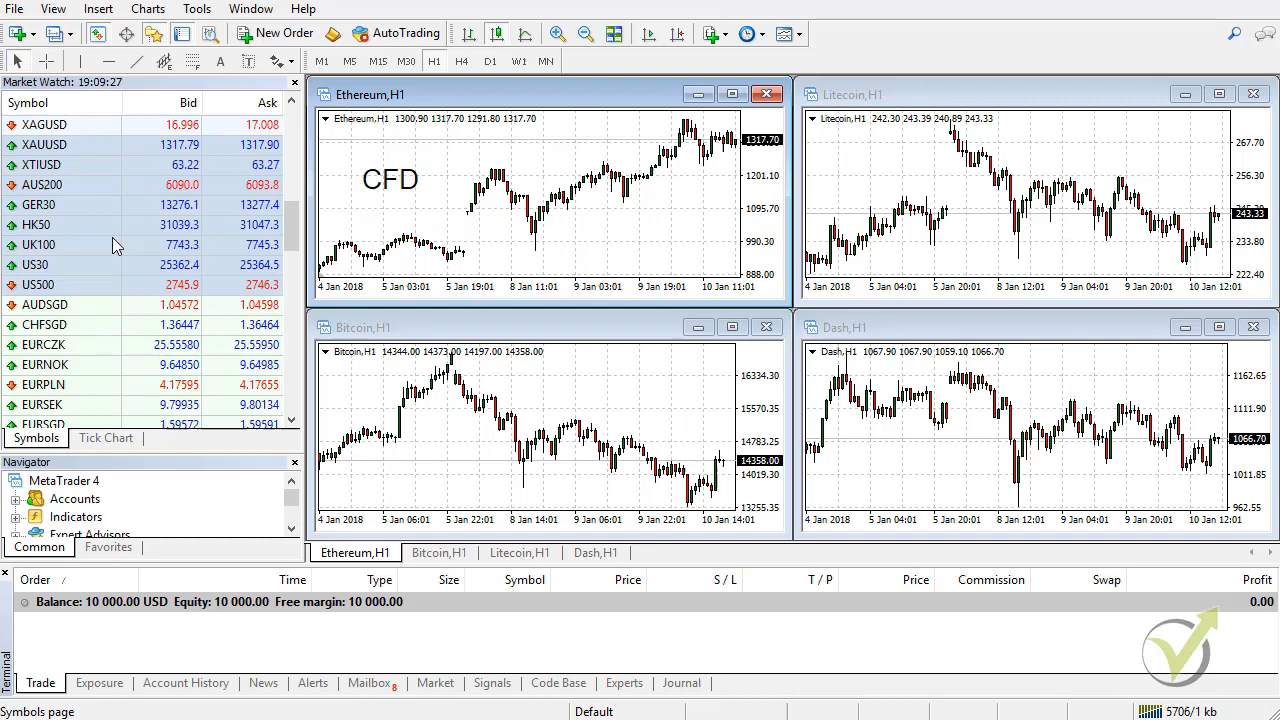 File View Insert Charts Tools Window Help
New Order AutoTrading
M1 M5 M15 M30 H1 H4 D1 W1 MN
Market Watch: 19:09:27
Symbol Bid Ask
XAGUSD 16.996 17.008
XAUUSD 1317.79 1317.90
XTIUSD 63.22 63.27
AUS200 6090.0 6093.8
GER30 13276.1 13277.4
HK50 31039.3 31047.3
UK100 7743.3 7745.3
US30 25362.4 25364.5
US500 2745.9 2746.3
AUDSGD 1.04572 1.04598
CHFSGD 1.36447 1.36464
EURCZK 25.5580 25.5950
EURNOK 9.64850 9.64985
EURPLN 4.17595 4.17655
EURSEK 9.79935 9.80134
EURSGD 1.59572 1.59591
Symbols Tick Chart
Navigator
MetaTrader 4
Accounts
Indicators
Expert Advisors
Common Favorites
Ethereum,H1
Ethereum,H1 1300.90 1317.70 1291.80 1317.70
CFD
1317.70
1201.10
1095.70
990.30
888.00
4 Jan 2018 5 Jan 03:01 5 Jan 19:01 8 Jan 11:01 9 Jan 03:01 9 Jan 19:01 10 Jan 11:01
Litecoin,H1
Litecoin,H1 242.30 243.39 240.89 243.33
267.70
256.30
245.20
243.33
233.80
222.40
4 Jan 2018 5 Jan 04:01 5 Jan 20:01 8 Jan 12:01 9 Jan 04:01 9 Jan 20:01 10 Jan 12:01
Bitcoin,H1
Bitcoin,H1 14344.00 14373.00 14197.00 14358.00
16334.30
15570.35
14783.25
14358.00
14019.30
13255.35
4 Jan 2018 5 Jan 06:01 5 Jan 22:01 8 Jan 14:01 9 Jan 06:01 9 Jan 22:01 10 Jan 14:01
Dash,H1
Dash,H1 1067.90 1067.90 1059.10 1066.70
1162.65
1111.90
1066.70
1011.85
962.55
4 Jan 2018 5 Jan 04:01 5 Jan 20:01 8 Jan 12:01 9 Jan 04:01 9 Jan 20:01 10 Jan 12:01
Ethereum,H1 Bitcoin,H1 Litecoin,H1 Dash,H1
Order / Time Type Size Symbol Price S / L T / P Price Commission Swap Profit
Balance: 10 000.00 USD Equity: 10 000.00 Free margin: 10 000.00 0.00
Terminal
Trade Exposure Account History News Alerts Mailbox 8 Market Signals Code Base Experts Journal
Symbols page Default 5706/1 kb